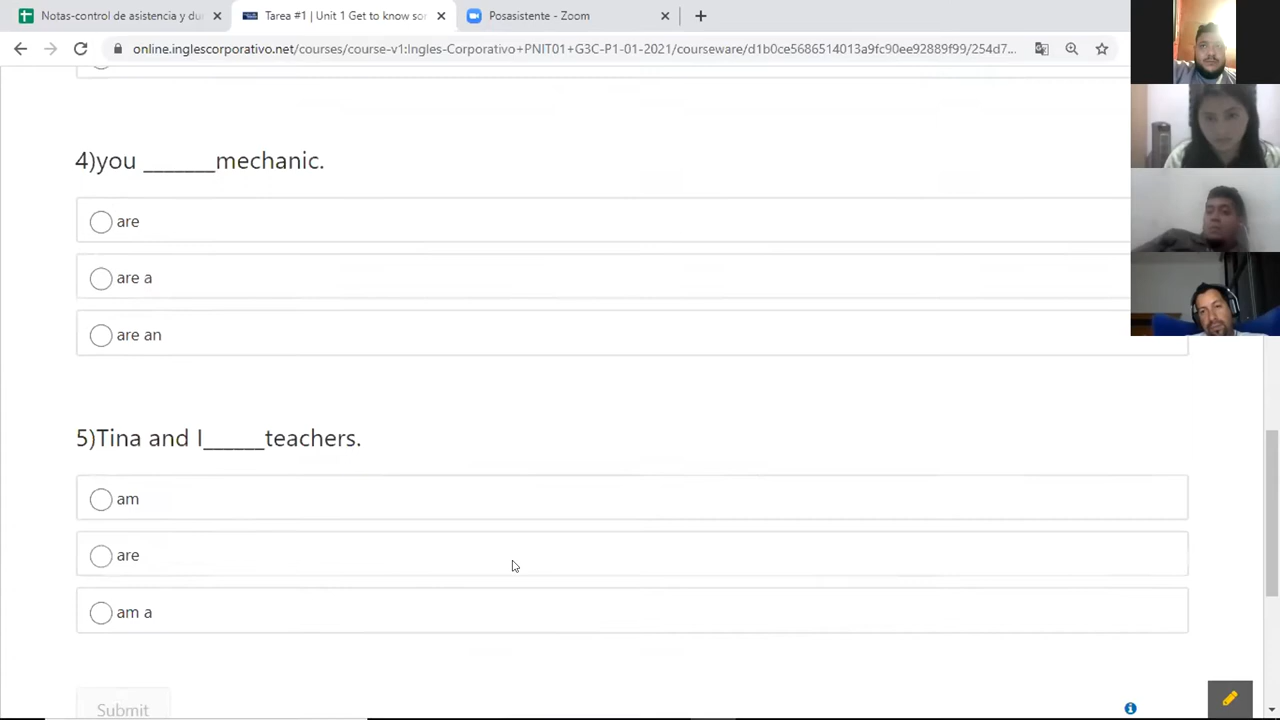 Notas-control de asistencia y du
Tarea #1 | Unit 1 Get to know so
Posasistente - Zoom
online.inglescorporativo.net/courses/course-v1:Ingles-Corporativo+PNIT01+G3C-P1-01-2021/courseware/d1b0ce5686514013a9fc90ee92889f99/254d7...
4)you _______mechanic.
are
are a
are an
5)Tina and I______teachers.
am
are
am a
Submit